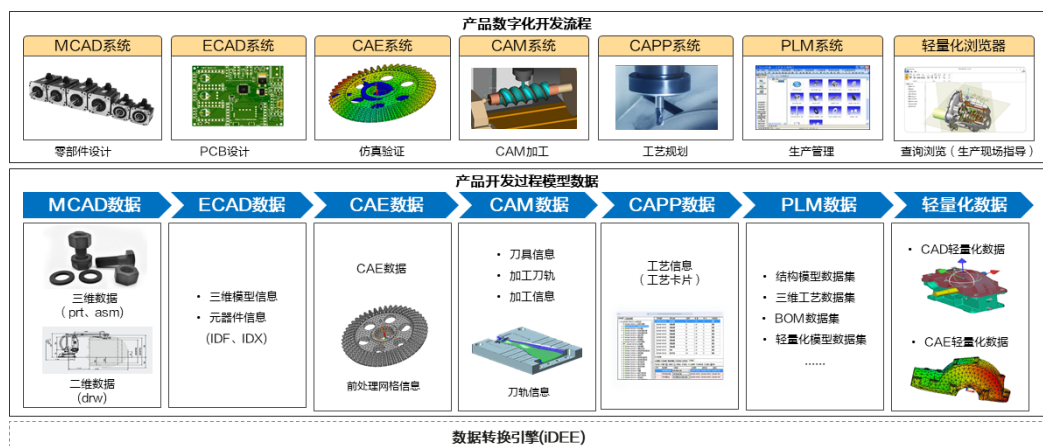 产品数字化开发流程
MCAD系统
ECAD系统
CAE系统
CAM系统
CAPP系统
PLM系统
轻量化浏览器
零部件设计
PCB设计
仿真验证
CAM加工
工艺规划
生产管理
查询浏览（生产现场指导）
产品开发过程模型数据
MCAD数据
ECAD数据
CAE数据
CAM数据
CAPP数据
PLM数据
轻量化数据
三维数据
（prt、asm）
二维数据
(drw)
• 三维模型信息
• 元器件信息
(IDF、IDX)
CAE数据
前处理网格信息
• 刀具信息
• 加工刀轨
• 加工信息
刀轨信息
工艺信息
（工艺卡片）
• 结构模型数据集
• 三维工艺数据集
• BOM数据集
• 轻量化模型数据集
......
• CAD轻量化数据
• CAE轻量化数据
数据转换引擎(iDEE)